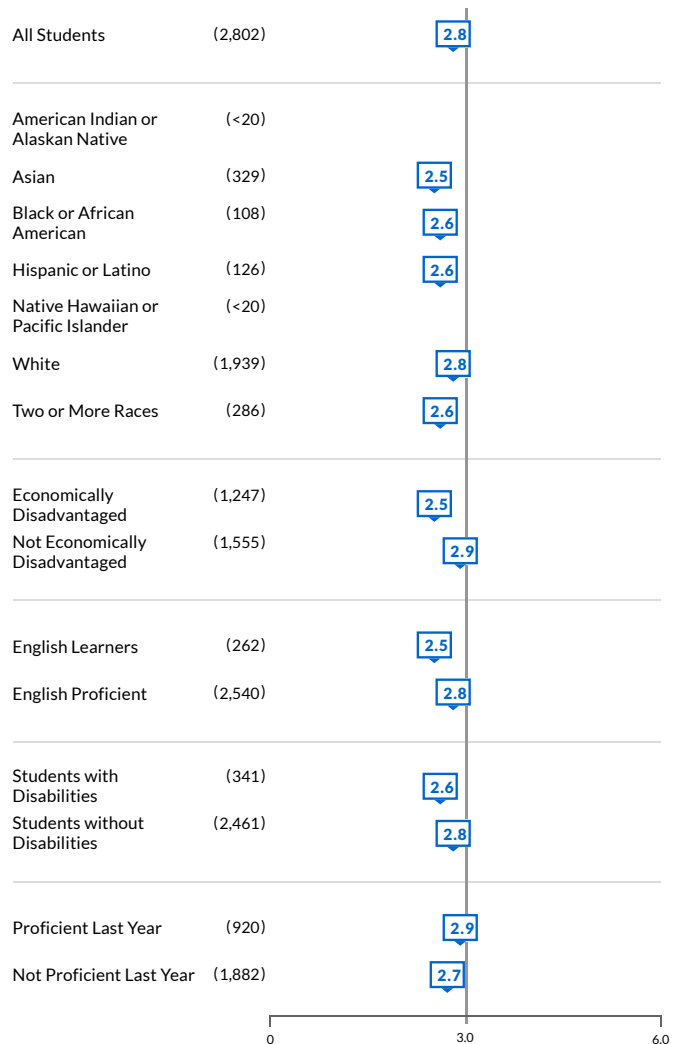 All Students (2,802) 2.8
American Indian or (<20)
Alaskan Native
Asian (329) 2.5
Black or African (108)
American 2.6
Hispanic or Latino (126) 2.6
Native Hawaiian or (<20)
Pacific Islander
White (1,939) 2.8
Two or More Races (286) 2.6
Economically (1,247) 2.5
Disadvantaged
Not Economically (1,555) 2.9
Disadvantaged
English Learners (262) 2.5
English Proficient (2,540) 2.8
Students with (341) 2.6
Disabilities
Students without (2,461) 2.8
Disabilities
Proficient Last Year (920) 2.9
Not Proficient Last Year (1,882) 2.7
0 3.0 6.0